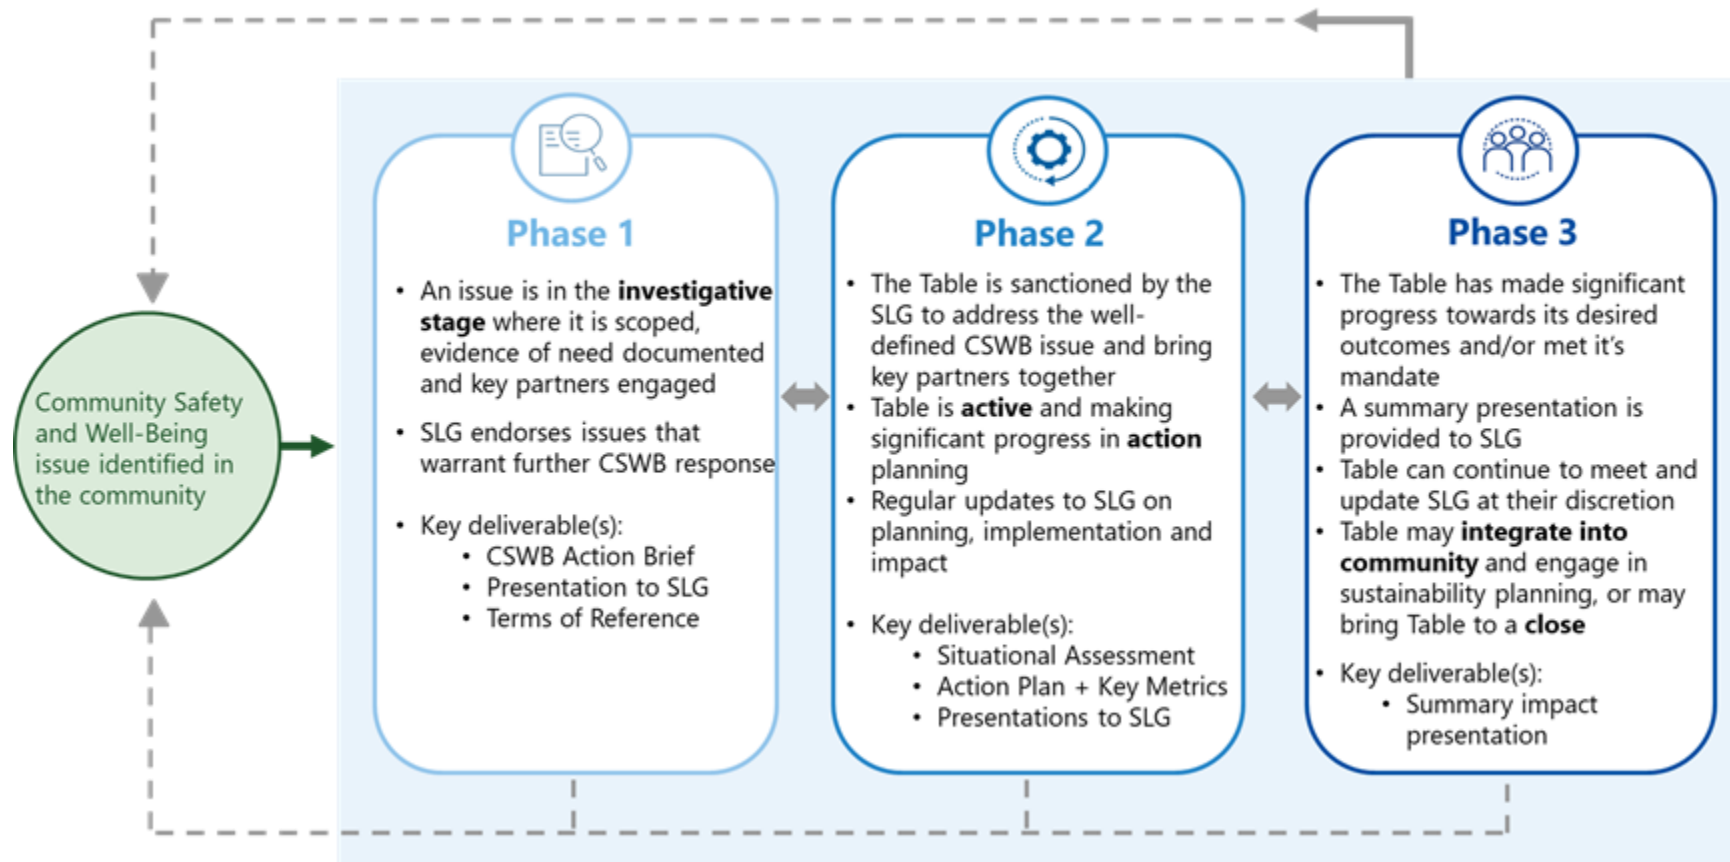 Community Safety
and Well-Being
issue identified in
the community
Phase 1
• An issue is in the investigative
stage where it is scoped,
evidence of need documented
and key partners engaged
• SLG endorses issues that
warrant further CSWB response
• Key deliverable(s):
• CSWB Action Brief
• Presentation to SLG
• Terms of Reference
Phase 2
• The Table is sanctioned by the
SLG to address the well-
defined CSWB issue and bring
key partners together
• Table is active and making
significant progress in action
planning
• Regular updates to SLG on
planning, implementation and
impact
• Key deliverable(s):
• Situational Assessment
• Action Plan + Key Metrics
• Presentations to SLG
Phase 3
• The Table has made significant
progress towards its desired
outcomes and/or met it’s
mandate
• A summary presentation is
provided to SLG
• Table can continue to meet and
update SLG at their discretion
• Table may integrate into
community and engage in
sustainability planning, or may
bring Table to a close
• Key deliverable(s):
• Summary impact
presentation